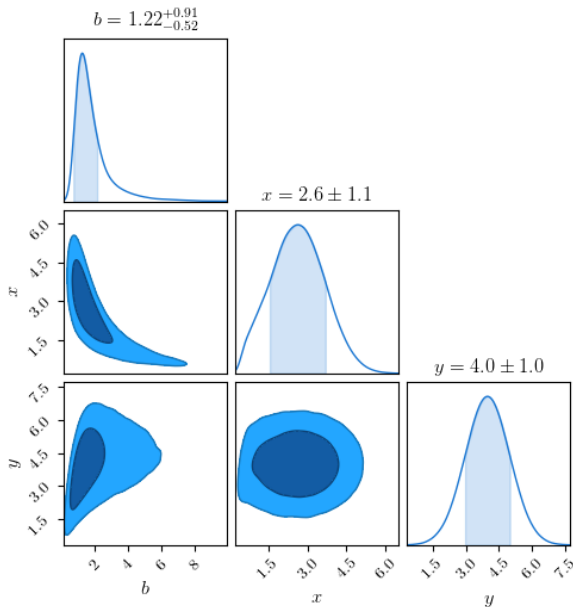 b = 1.22^{+0.91}_{-0.52}
x = 2.6 ± 1.1
6.0
4.5
3.0
1.5
x
y = 4.0 ± 1.0
7.5
6.0
4.5
3.0
1.5
y
2 4 6 8
1.5 3.0 4.5 6.0
1.5 3.0 4.5 6.0 7.5
b x y